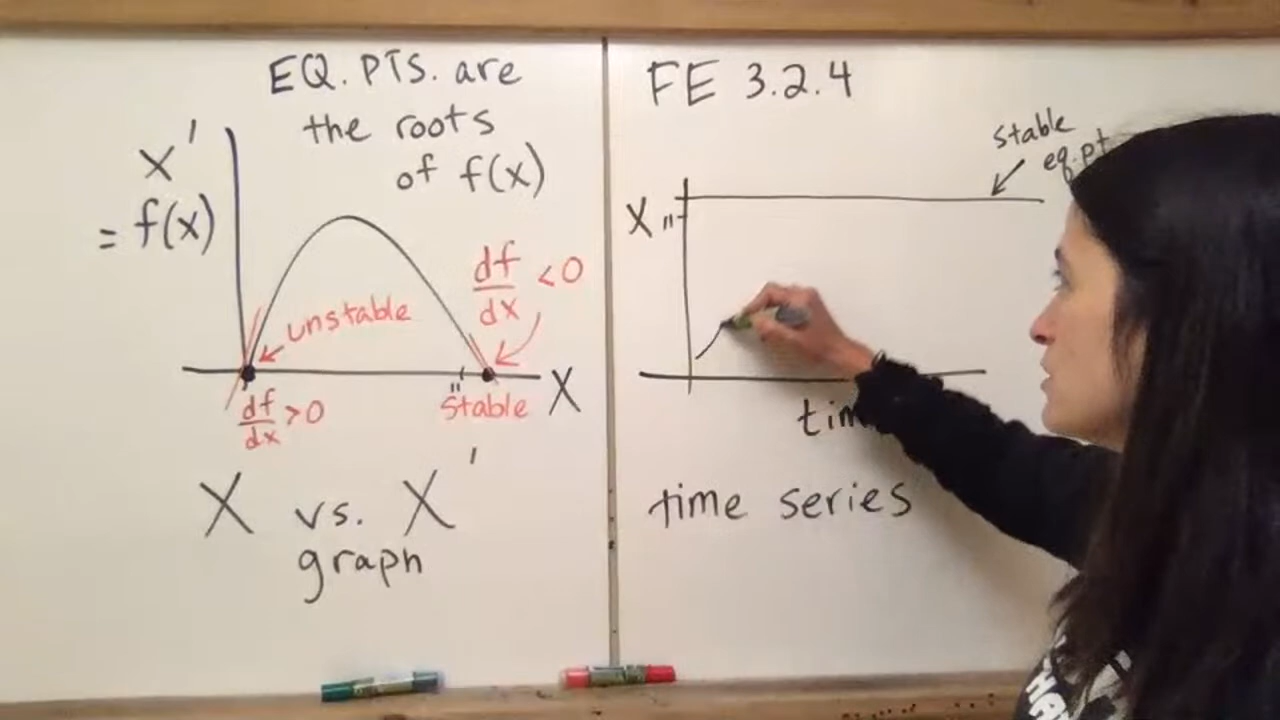 EQ. PTS. are
the roots
of f(x)
X'
= f(x)
unstable
df/dx > 0
df/dx < 0
stable
X
X vs. X'
graph
FE 3.2.4
stable
eq. pt.
X
time series